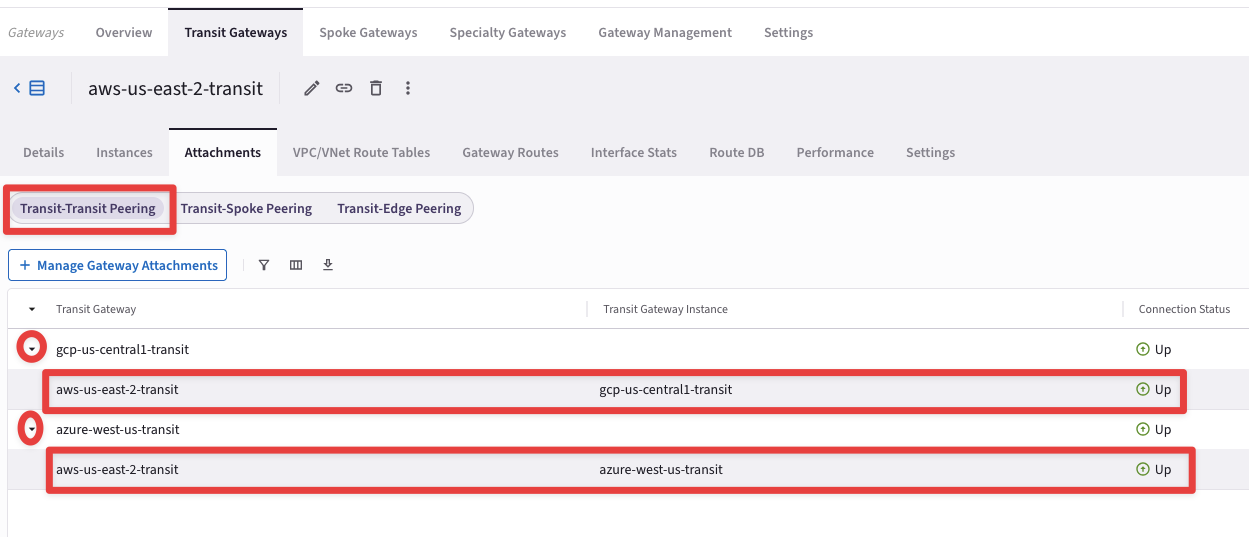 Gateways Overview Transit Gateways Spoke Gateways Specialty Gateways Gateway Management Settings
aws-us-east-2-transit
Details Instances Attachments VPC/VNet Route Tables Gateway Routes Interface Stats Route DB Performance Settings
Transit-Transit Peering Transit-Spoke Peering Transit-Edge Peering
+ Manage Gateway Attachments
Transit Gateway Transit Gateway Instance Connection Status
gcp-us-central1-transit Up
aws-us-east-2-transit gcp-us-central1-transit Up
azure-west-us-transit Up
aws-us-east-2-transit azure-west-us-transit Up